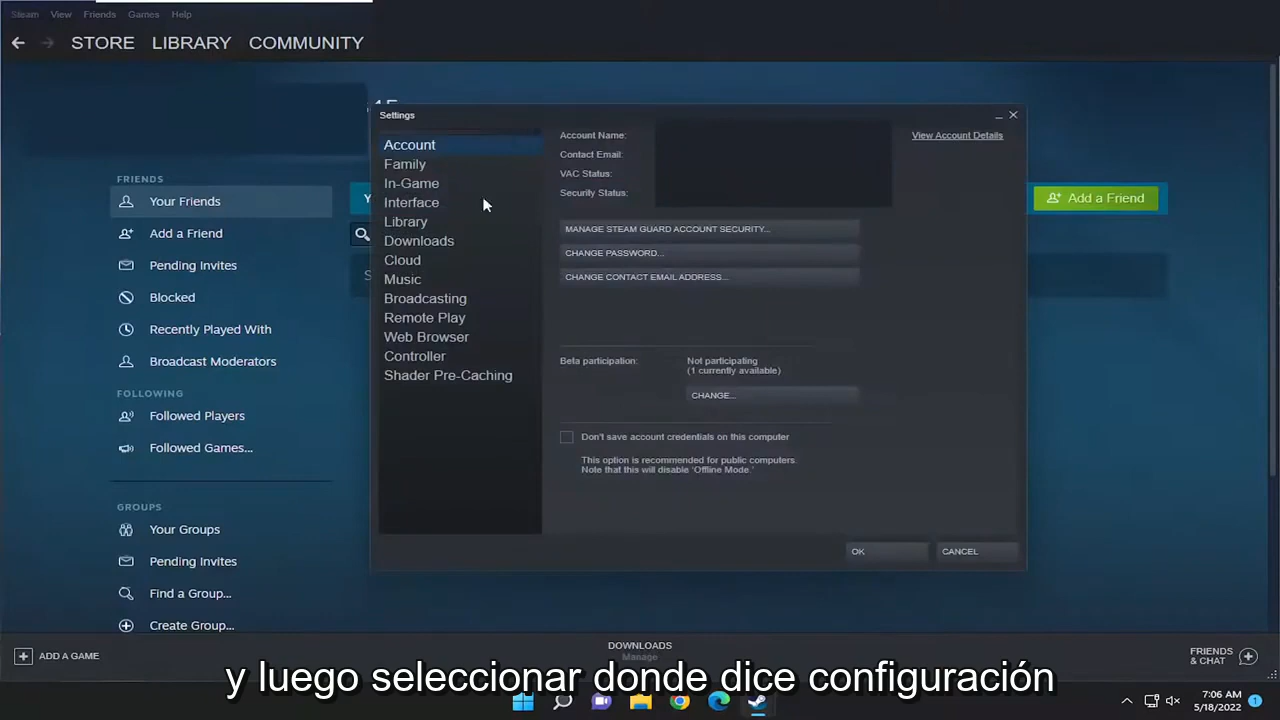 Steam View Friends Games Help
STORE LIBRARY COMMUNITY
FRIENDS
Your Friends
Add a Friend
Pending Invites
Blocked
Recently Played With
Broadcast Moderators
FOLLOWING
Followed Players
Followed Games...
GROUPS
Your Groups
Pending Invites
Find a Group...
Create Group...
Add a Friend
Settings
Account
Family
In-Game
Interface
Library
Downloads
Cloud
Music
Broadcasting
Remote Play
Web Browser
Controller
Shader Pre-Caching
Account Name:
Contact Email:
VAC Status:
Security Status:
View Account Details
MANAGE STEAM GUARD ACCOUNT SECURITY...
CHANGE PASSWORD...
CHANGE CONTACT EMAIL ADDRESS...
Beta participation: Not participating
(1 currently available)
CHANGE...
Don't save account credentials on this computer
This option is recommended for public computers.
Note that this will disable 'Offline Mode.'
OK CANCEL
ADD A GAME
DOWNLOADS
Manage
FRIENDS
& CHAT
y luego seleccionar donde dice configuración
7:06 AM
5/18/2022
1